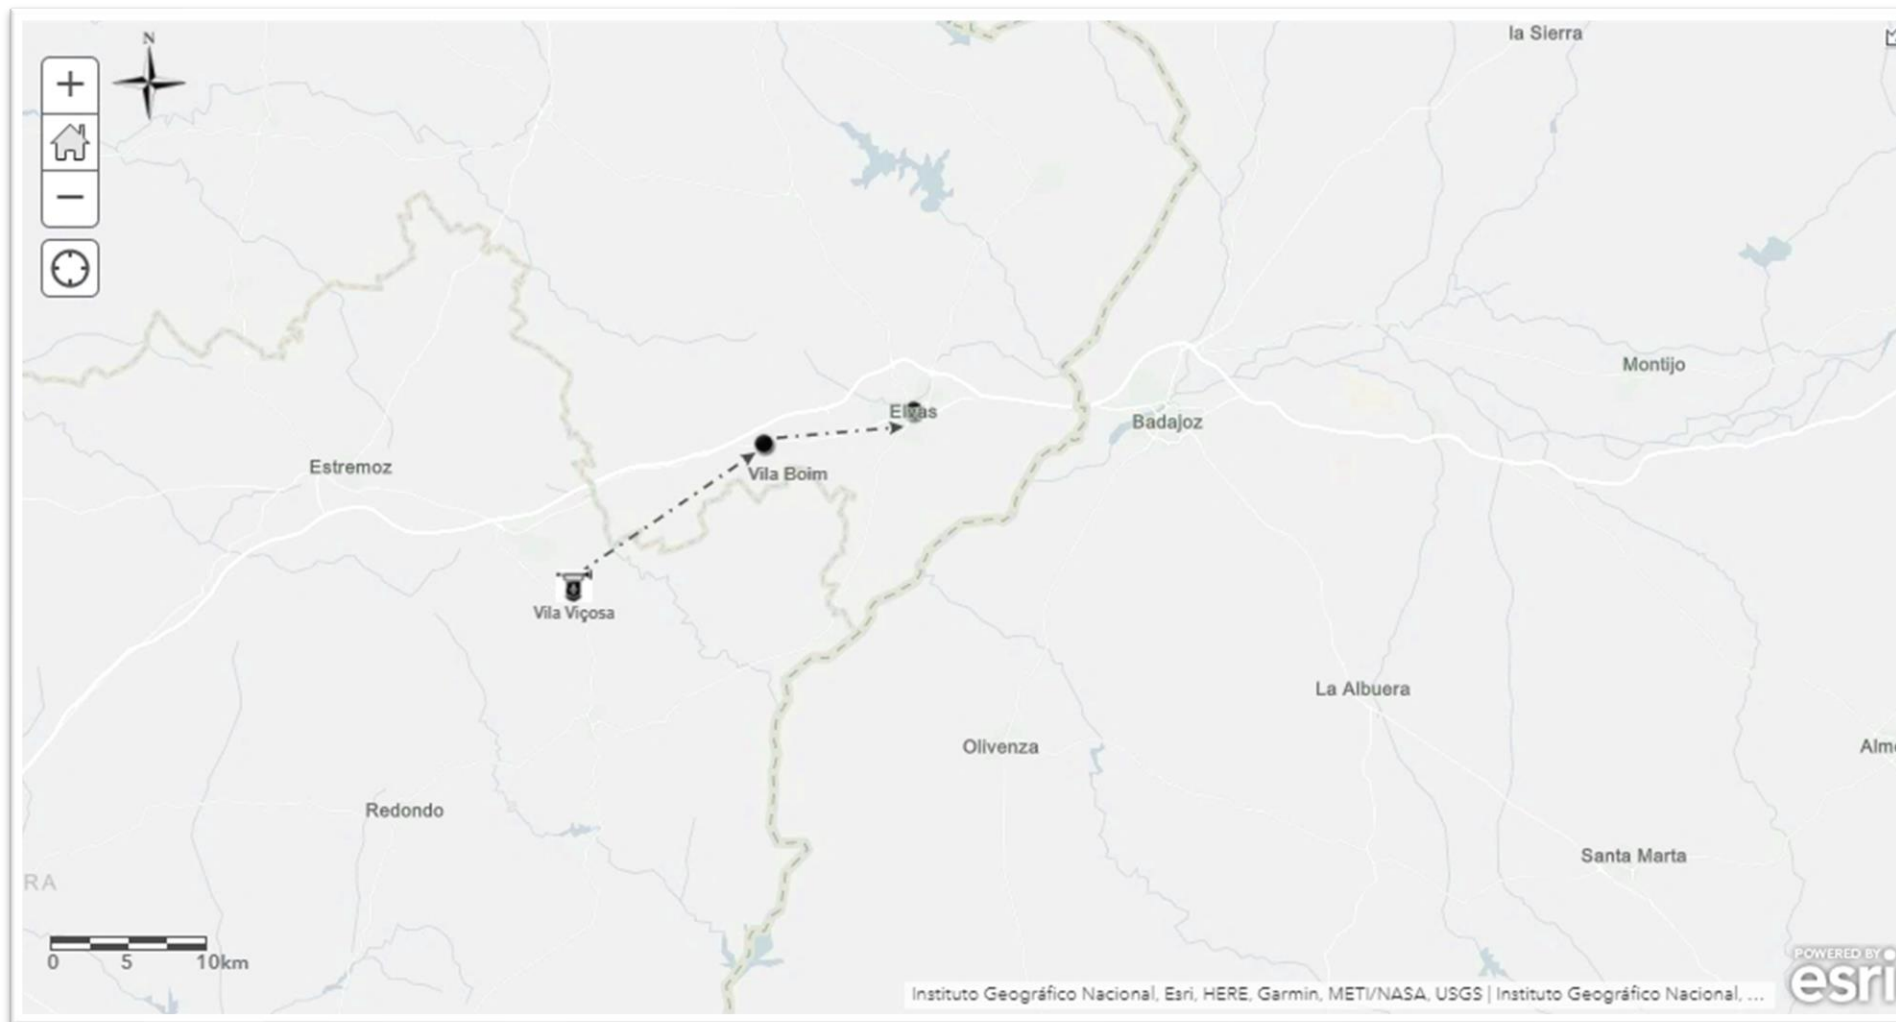 N
la Sierra
Montijo
Elvas
Badajoz
Estremoz
Vila Boim
Vila Viçosa
La Albuera
Olivenza
Alm
Redondo
Santa Marta
RA
0 5 10km
POWERED BY
esri
Instituto Geográfico Nacional, Esri, HERE, Garmin, METI/NASA, USGS | Instituto Geográfico Nacional, ...